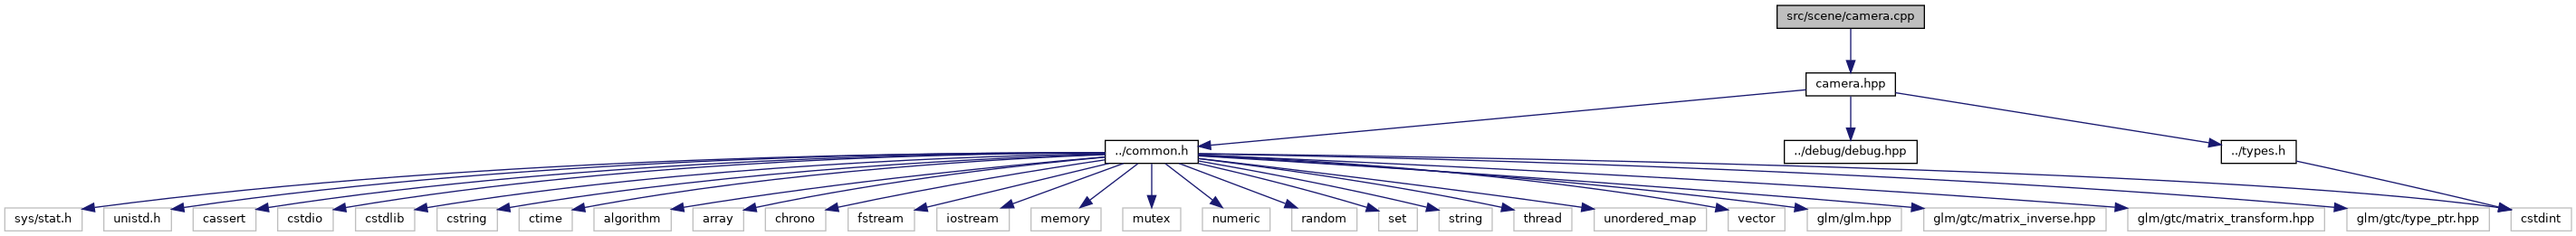 src/scene/camera.cpp
camera.hpp
../common.h
../debug/debug.hpp
../types.h
sys/stat.h
unistd.h
cassert
cstdio
cstdlib
cstring
ctime
algorithm
array
chrono
fstream
iostream
memory
mutex
numeric
random
set
string
thread
unordered_map
vector
glm/glm.hpp
glm/gtc/matrix_inverse.hpp
glm/gtc/matrix_transform.hpp
glm/gtc/type_ptr.hpp
cstdint